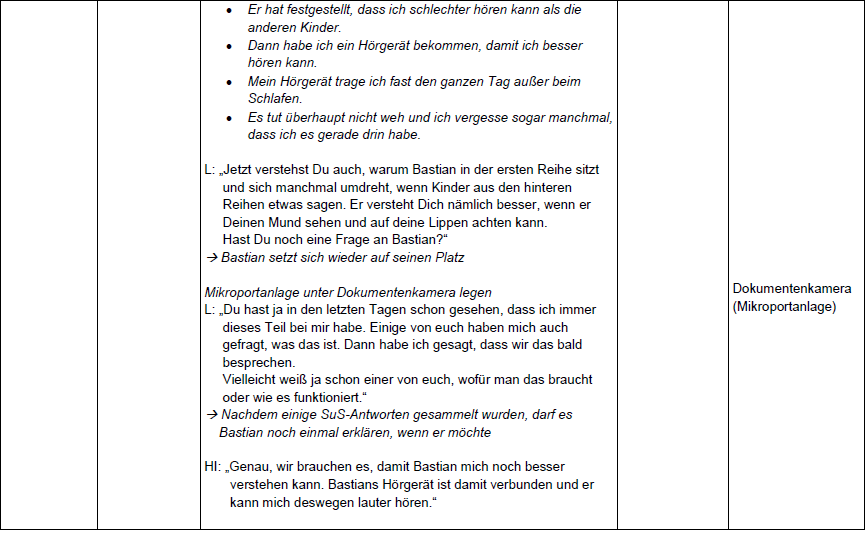 • Er hat festgestellt, dass ich schlechter hören kann als die
anderen Kinder.
• Dann habe ich ein Hörgerät bekommen, damit ich besser
hören kann.
• Mein Hörgerät trage ich fast den ganzen Tag außer beim
Schlafen.
• Es tut überhaupt nicht weh und ich vergesse sogar manchmal,
dass ich es gerade drin habe.
L: „Jetzt verstehst Du auch, warum Bastian in der ersten Reihe sitzt
und sich manchmal umdreht, wenn Kinder aus den hinteren
Reihen etwas sagen. Er versteht Dich nämlich besser, wenn er
Deinen Mund sehen und auf deine Lippen achten kann.
Hast Du noch eine Frage an Bastian?“
→ Bastian setzt sich wieder auf seinen Platz
Mikroportanlage unter Dokumentenkamera legen
L: „Du hast ja in den letzten Tagen schon gesehen, dass ich immer
dieses Teil bei mir habe. Einige von euch haben mich auch
gefragt, was das ist. Dann habe ich gesagt, dass wir das bald
besprechen.
Vielleicht weiß ja schon einer von euch, wofür man das braucht
oder wie es funktioniert.“
→ Nachdem einige SuS-Antworten gesammelt wurden, darf es
Bastian noch einmal erklären, wenn er möchte
HI: „Genau, wir brauchen es, damit Bastian mich noch besser
verstehen kann. Bastians Hörgerät ist damit verbunden und er
kann mich deswegen lauter hören.“
Dokumentenkamera
(Mikroportanlage)